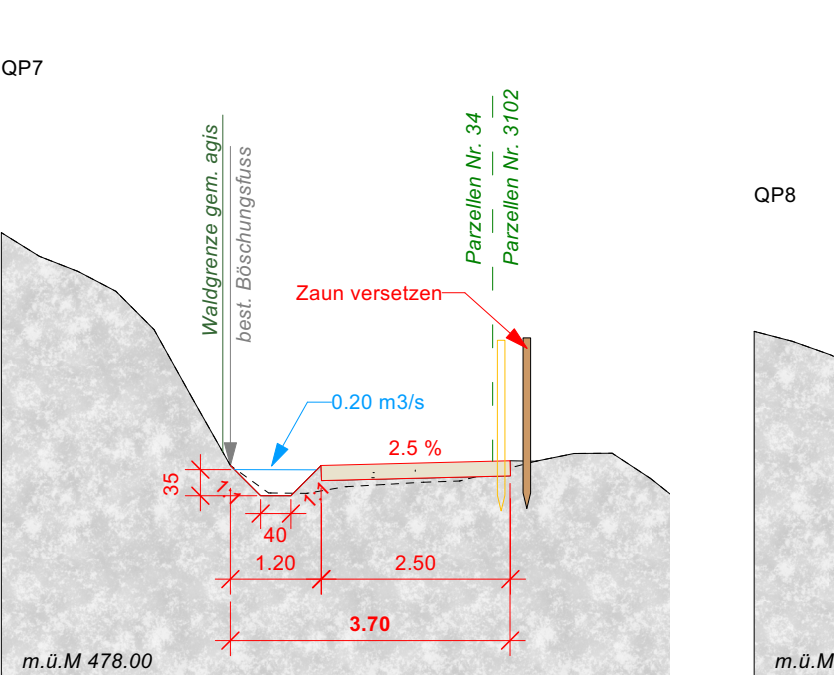 QP7
Waldgrenze gem. agis
best. Böschungsfuss
Parzellen Nr. 34
Parzellen Nr. 3102
QP8
Zaun versetzen
0.20 m3/s
2.5 %
35
1:1
1:1
40
1.20
2.50
3.70
m.ü.M 478.00
m.ü.M